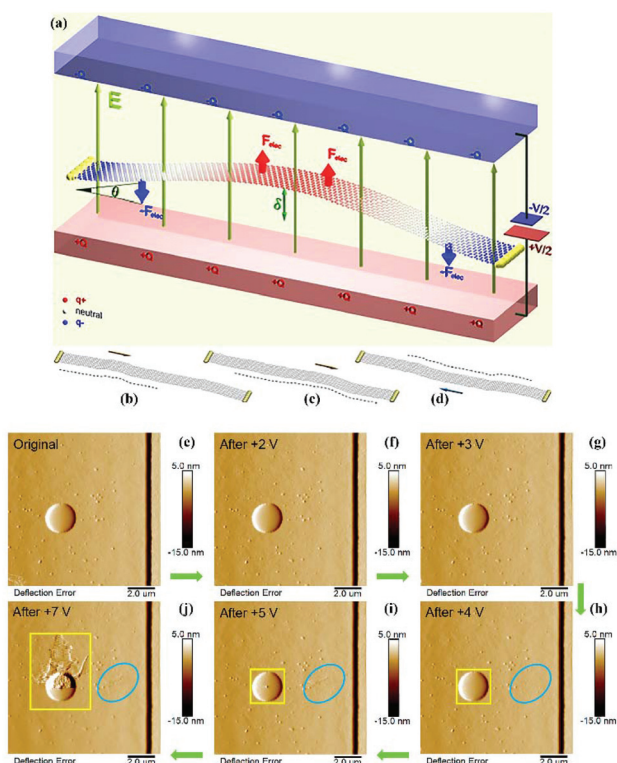 (a)
-Q -Q -Q -Q -Q -Q -Q
E
F elec F elec
θ
δ
-F elec
-V/2
+V/2
-F elec
+Q +Q +Q +Q +Q +Q +Q
q+
neutral
q-
(b) (c) (d)
Original (e) After +2 V (f) After +3 V (g)
5.0 nm 5.0 nm 5.0 nm
-15.0 nm -15.0 nm -15.0 nm
Deflection Error 2.0 um Deflection Error 2.0 um Deflection Error 2.0 um
After +7 V (j) After +5 V (i) After +4 V (h)
5.0 nm 5.0 nm 5.0 nm
-15.0 nm -15.0 nm -15.0 nm
Deflection Error 2.0 um Deflection Error 2.0 um Deflection Error 2.0 um